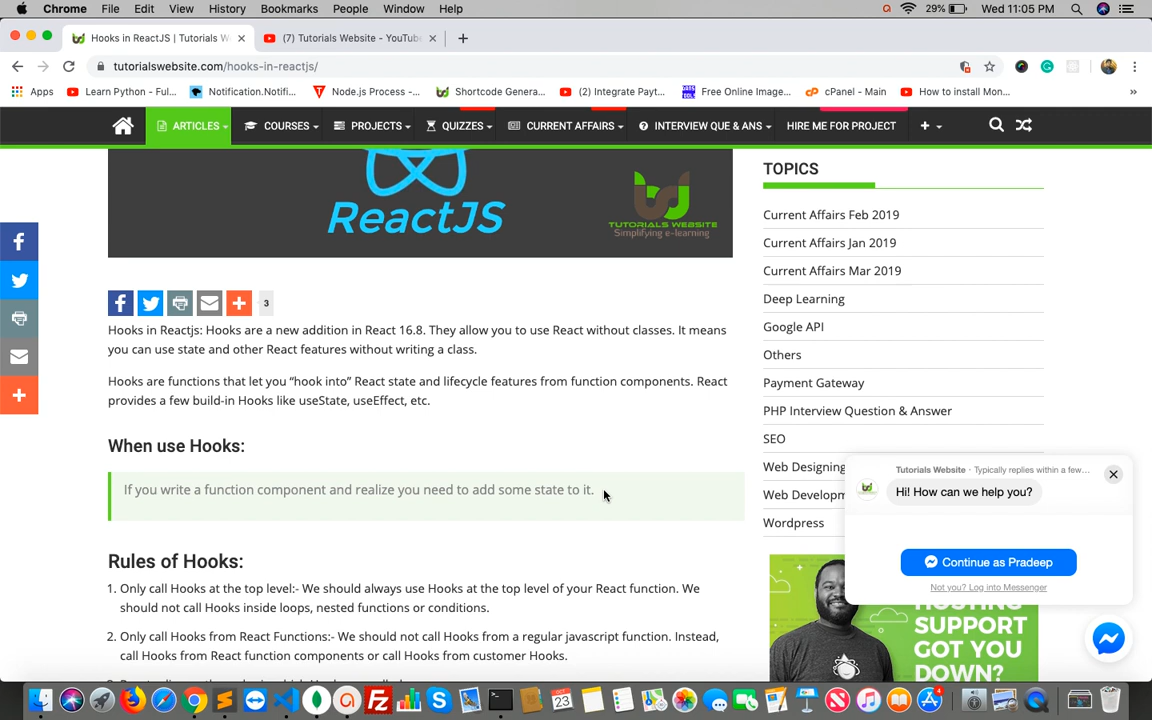 Chrome File Edit View History Bookmarks People Window Help 29% Wed 11:05 PM
Hooks in ReactJS | Tutorials W
(7) Tutorials Website - YouTube
tutorialswebsite.com/hooks-in-reactjs/
Apps Learn Python - Ful... Notification.Notifi... Node.js Process -... Shortcode Genera... (2) Integrate Payt... Free Online Image... cPanel - Main How to install Mon...
ARTICLES COURSES PROJECTS QUIZZES CURRENT AFFAIRS INTERVIEW QUE & ANS HIRE ME FOR PROJECT
ReactJS
TUTORIALS WEBSITE
Simplifying e-learning
3
Hooks in Reactjs: Hooks are a new addition in React 16.8. They allow you to use React without classes. It means
you can use state and other React features without writing a class.
Hooks are functions that let you “hook into” React state and lifecycle features from function components. React
provides a few build-in Hooks like useState, useEffect, etc.
When use Hooks:
If you write a function component and realize you need to add some state to it.
Rules of Hooks:
1. Only call Hooks at the top level:- We should always use Hooks at the top level of your React function. We
should not call Hooks inside loops, nested functions or conditions.
2. Only call Hooks from React Functions:- We should not call Hooks from a regular javascript function. Instead,
call Hooks from React function components or call Hooks from customer Hooks.
TOPICS
Current Affairs Feb 2019
Current Affairs Jan 2019
Current Affairs Mar 2019
Deep Learning
Google API
Others
Payment Gateway
PHP Interview Question & Answer
SEO
Web Designing
Web Developm
Wordpress
Tutorials Website · Typically replies within a few...
Hi! How can we help you?
Continue as Pradeep
Not you? Log into Messenger
HOSTING
SUPPORT
GOT YOU
DOWN?